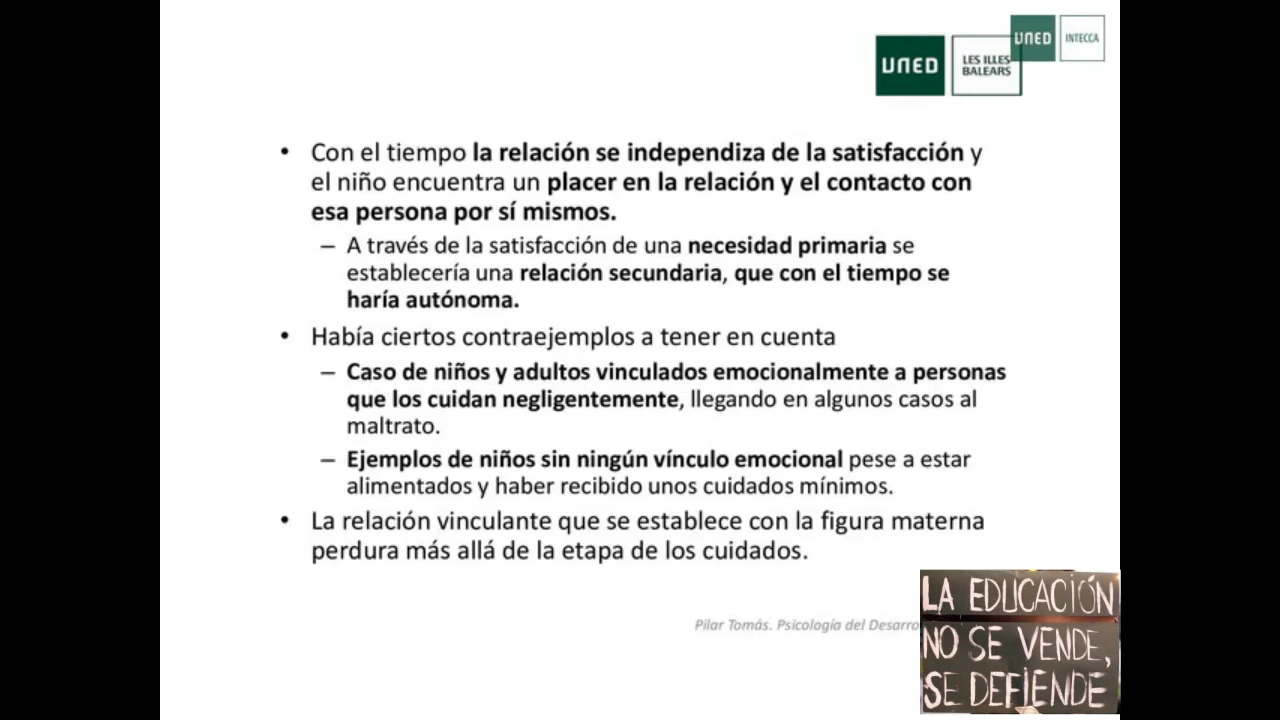 UNED
INTECCA
UNED
LES ILLES
BALEARS
• Con el tiempo la relación se independiza de la satisfacción y
el niño encuentra un placer en la relación y el contacto con
esa persona por sí mismos.
– A través de la satisfacción de una necesidad primaria se
establecería una relación secundaria, que con el tiempo se
haría autónoma.
• Había ciertos contraejemplos a tener en cuenta
– Caso de niños y adultos vinculados emocionalmente a personas
que los cuidan negligentemente, llegando en algunos casos al
maltrato.
– Ejemplos de niños sin ningún vínculo emocional pese a estar
alimentados y haber recibido unos cuidados mínimos.
• La relación vinculante que se establece con la figura materna
perdura más allá de la etapa de los cuidados.
Pilar Tomás. Psicología del
LA EDUCACIÓN
NO SE VENDE,
SE DEFIENDE